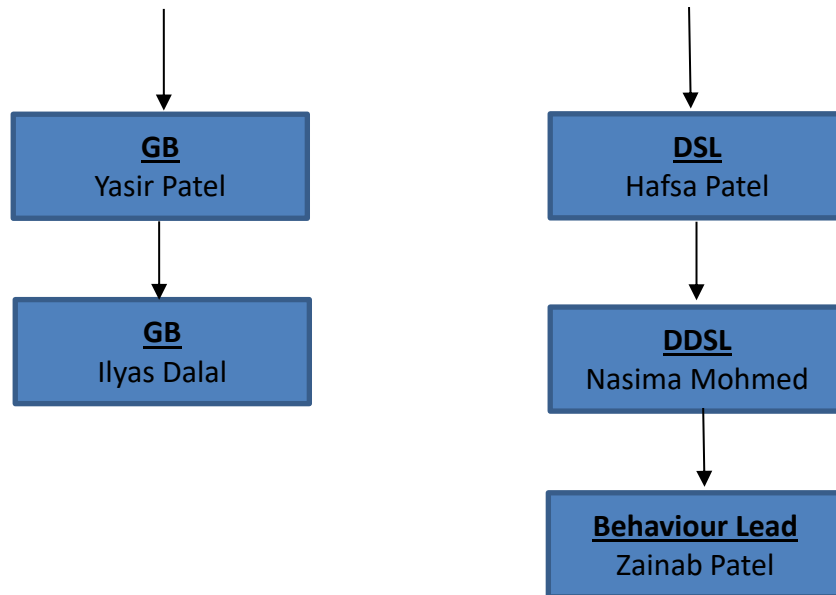 GB
Yasir Patel
GB
Ilyas Dalal
DSL
Hafsa Patel
DDSL
Nasima Mohmed
Behaviour Lead
Zainab Patel